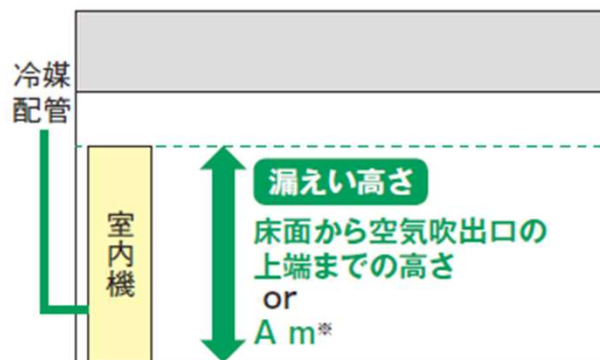 冷媒
配管
室内機
漏えい高さ
床面から空気吹出口の
上端までの高さ
or
A m※